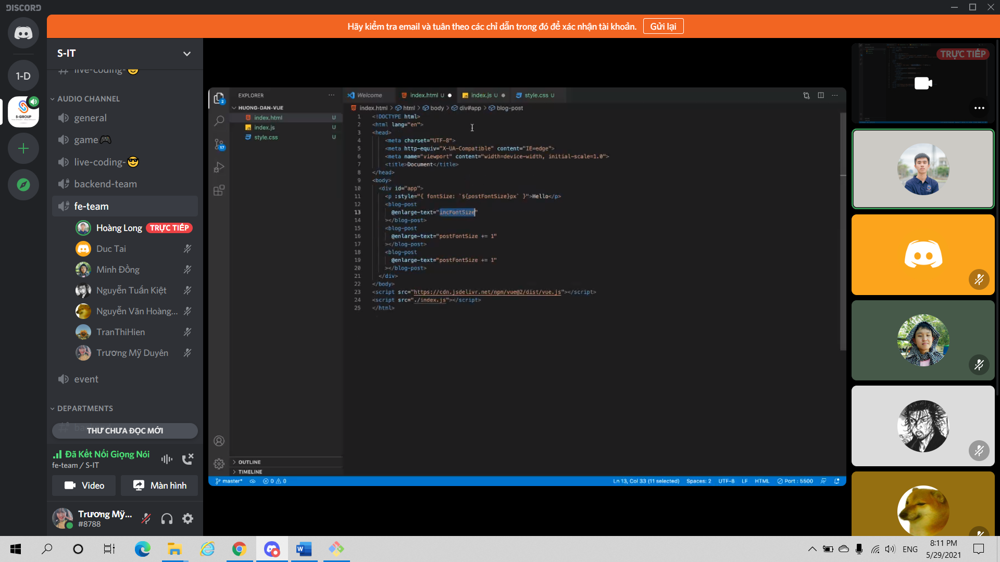 DISCORD
Hãy kiểm tra email và tuân theo các chỉ dẫn trong đó để xác nhận tài khoản.
Gửi lại
1-D
S-GROUP
S-IT
live-coding-
AUDIO CHANNEL
general
game
live-coding-
backend-team
fe-team
Hoàng Long TRỰC TIẾP
Duc Tai
Minh Đồng
Nguyễn Tuấn Kiệt
Nguyễn Văn Hoàng...
TranThiHien
Trương Mỹ Duyên
event
DEPARTMENTS
THƯ CHƯA ĐỌC MỚI
Đã Kết Nối Giọng Nói
fe-team / S-IT
Video
Màn hình
Trương Mỹ...
#8788
2
17
EXPLORER
HUONG-DAN-VUE
index.html U
index.js U
style.css U
OUTLINE
TIMELINE
Welcome
index.html U
index.js U
style.css U
index.html > html > body > div#app > blog-post
1 <!DOCTYPE html>
2 <html lang="en">
3 <head>
4 <meta charset="UTF-8">
5 <meta http-equiv="X-UA-Compatible" content="IE=edge">
6 <meta name="viewport" content="width=device-width, initial-scale=1.0">
7 <title>Document</title>
8 </head>
9 <body>
10 <div id="app">
11 <p :style="{ fontSize: `${postFontSize}px` }">Hello</p>
12 <blog-post
13 @enlarge-text="incFontSize"
14 ></blog-post>
15 <blog-post
16 @enlarge-text="postFontSize += 1"
17 ></blog-post>
18 <blog-post
19 @enlarge-text="postFontSize += 1"
20 ></blog-post>
21 </div>
22 </body>
23 <script src="https://cdn.jsdelivr.net/npm/vue@2/dist/vue.js"></script>
24 <script src="./index.js"></script>
25 </html>
master*
0 0
Ln 13, Col 33 (11 selected)
Spaces: 2
UTF-8
LF
HTML
Port : 5500
TRỰC TIẾP
ENG
8:11 PM
5/29/2021